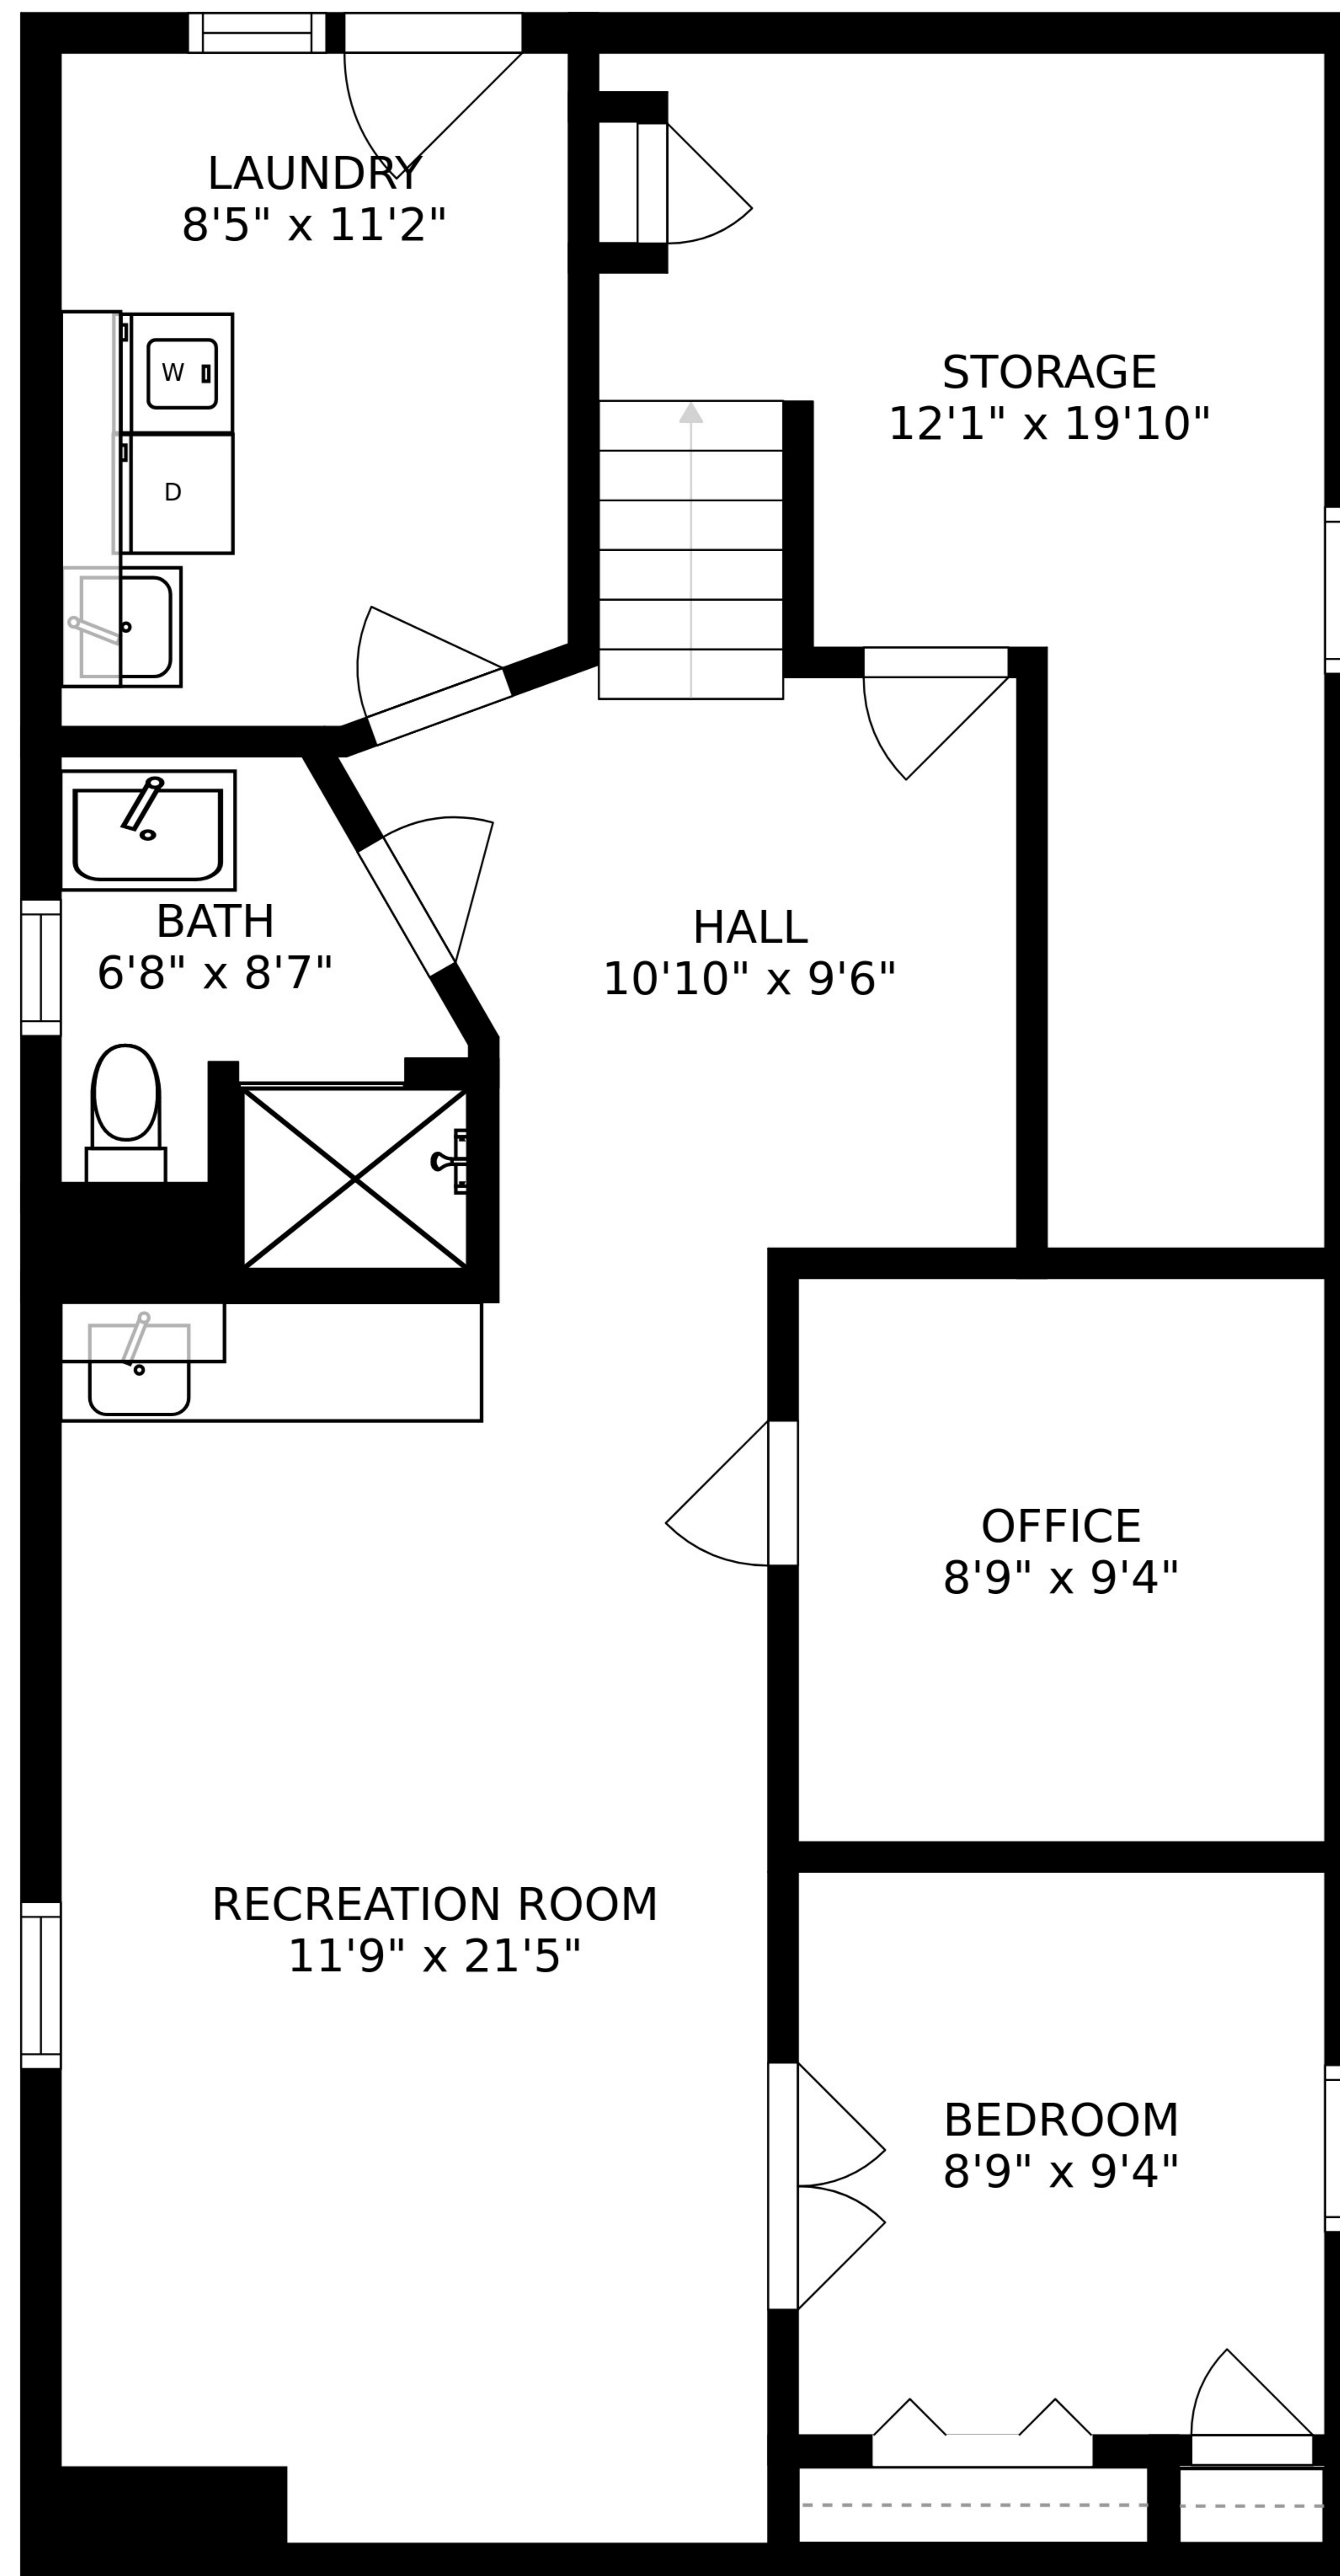 LAUNDRY
8'5" x 11'2"
STORAGE
12'1" x 19'10"
W
D
BATH
6'8" x 8'7"
HALL
10'10" x 9'6"
OFFICE
8'9" x 9'4"
RECREATION ROOM
11'9" x 21'5"
BEDROOM
8'9" x 9'4"